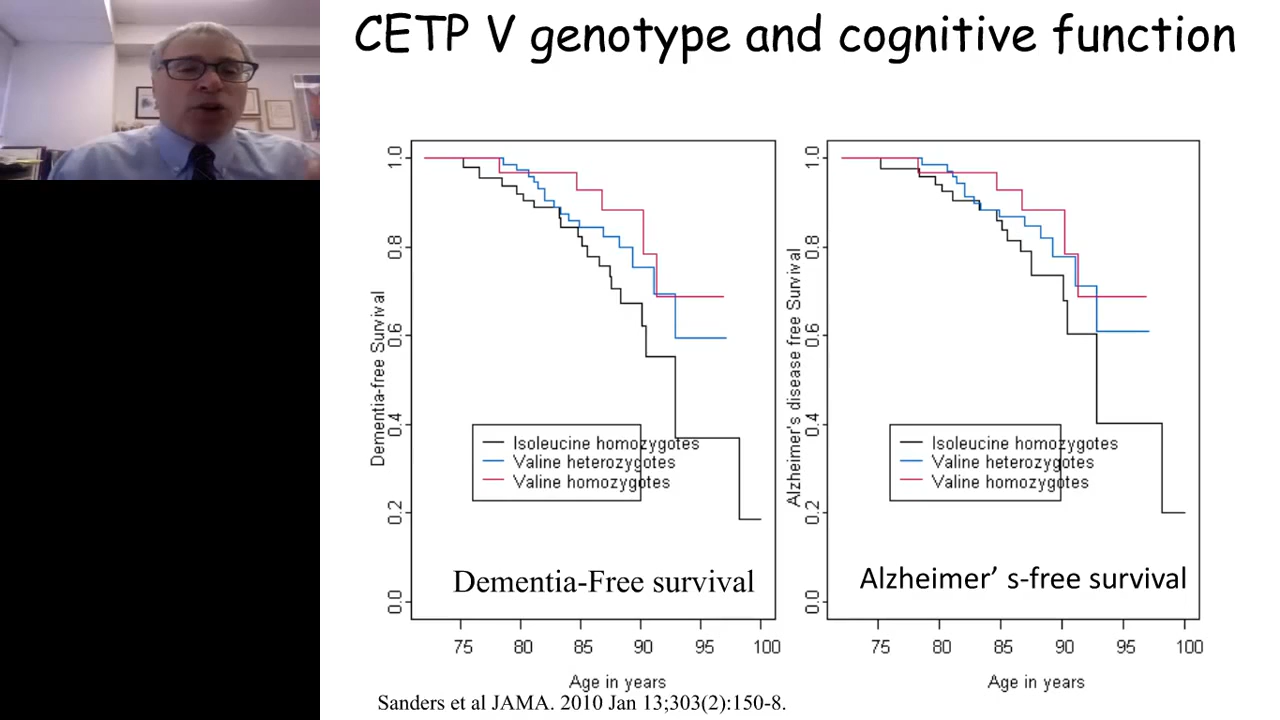 CETP V genotype and cognitive function
Dementia-free Survival
1.0
0.8
0.6
0.4
0.2
0.0
Isoleucine homozygotes
Valine heterozygotes
Valine homozygotes
Dementia-Free survival
75 80 85 90 95 100
Age in years
Alzheimer's disease free Survival
1.0
0.8
0.6
0.4
0.2
0.0
Isoleucine homozygotes
Valine heterozygotes
Valine homozygotes
Alzheimer’ s-free survival
75 80 85 90 95 100
Age in years
Sanders et al JAMA. 2010 Jan 13;303(2):150-8.